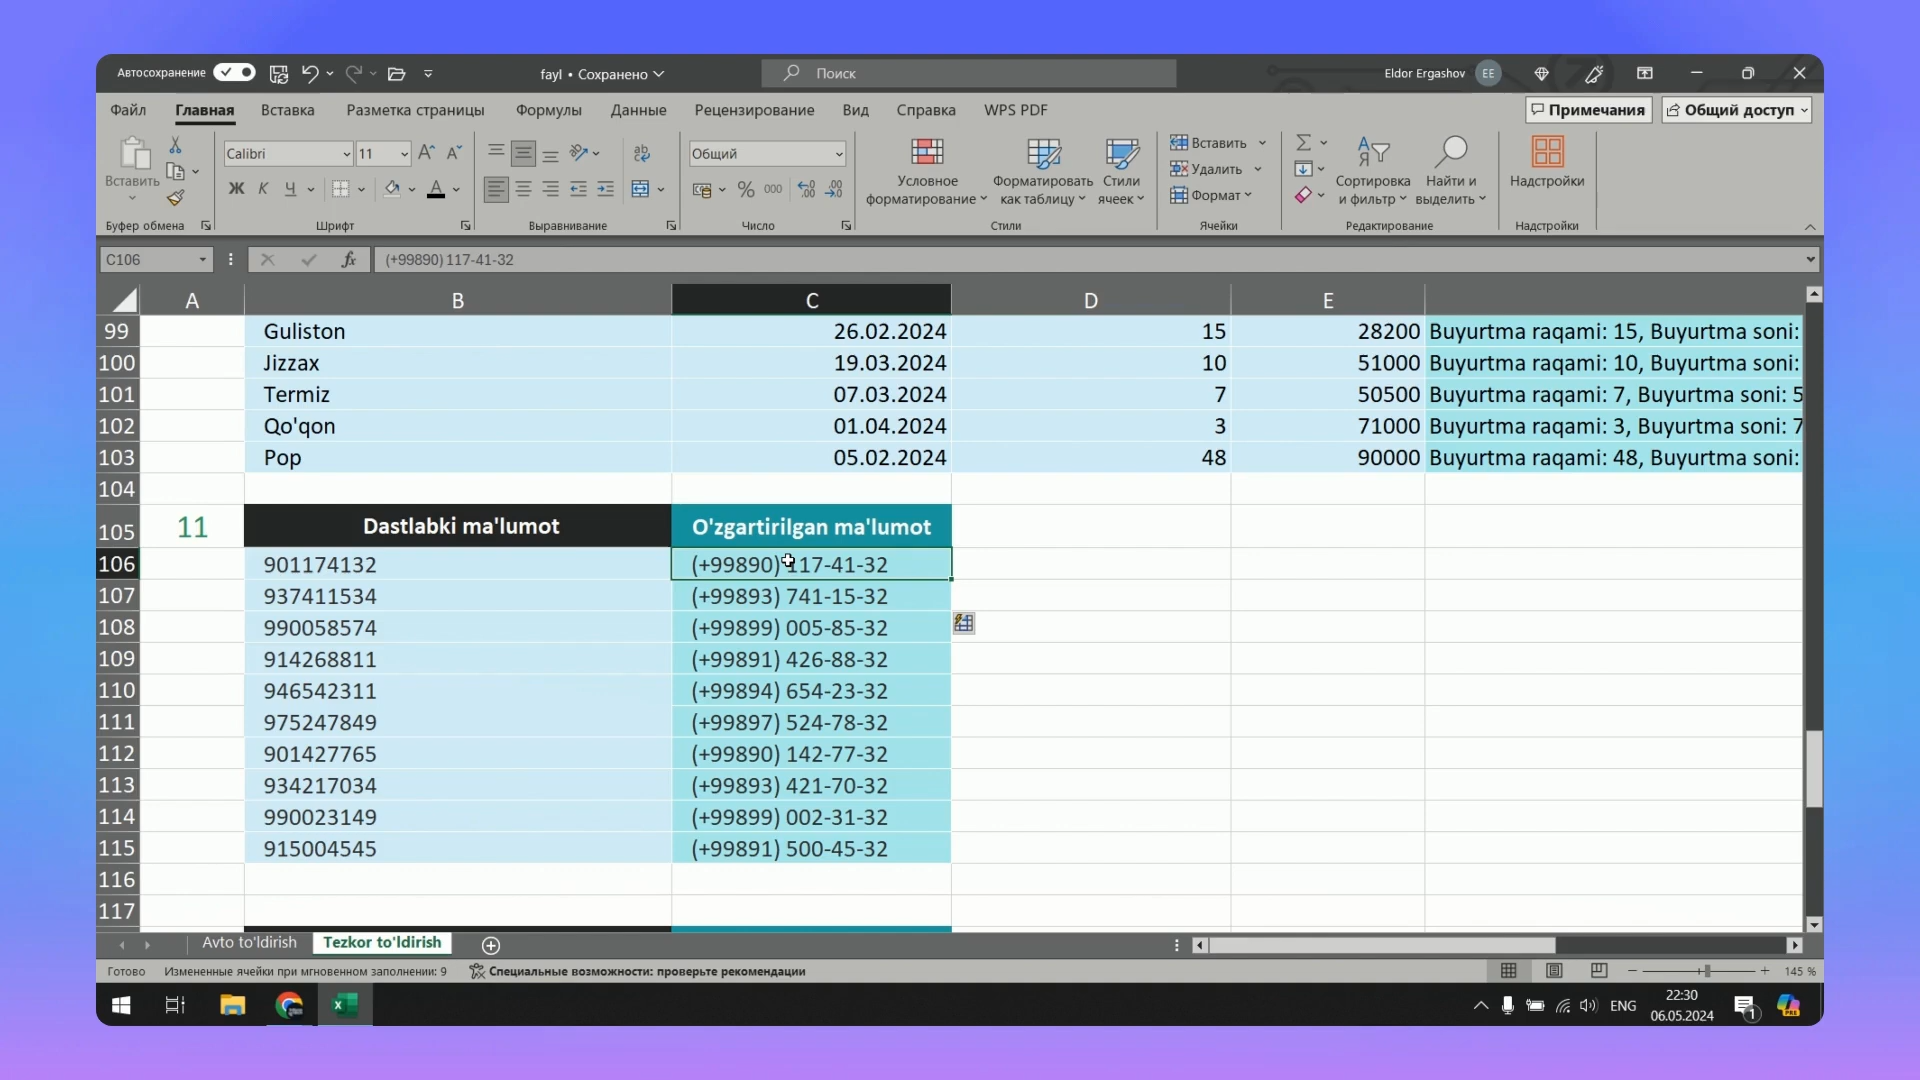 Автосохранение
fayl • Сохранено
Поиск
Eldor Ergashov
EE
Файл Главная Вставка Разметка страницы Формулы Данные Рецензирование Вид Справка WPS PDF
Примечания
Общий доступ
Вставить
Буфер обмена
Calibri 11
Ж К Ч
Шрифт
Выравнивание
Общий
% 000
Число
Условное форматирование
Форматировать как таблицу
Стили ячеек
Стили
Вставить
Удалить
Формат
Ячейки
Сортировка и фильтр
Найти и выделить
Редактирование
Надстройки
Надстройки
C106 fx (+99890) 117-41-32
A B C D E
99 Guliston 26.02.2024 15 28200 Buyurtma raqami: 15, Buyurtma soni:
100 Jizzax 19.03.2024 10 51000 Buyurtma raqami: 10, Buyurtma soni:
101 Termiz 07.03.2024 7 50500 Buyurtma raqami: 7, Buyurtma soni: 5
102 Qo'qon 01.04.2024 3 71000 Buyurtma raqami: 3, Buyurtma soni: 7
103 Pop 05.02.2024 48 90000 Buyurtma raqami: 48, Buyurtma soni:
104
105 11 Dastlabki ma'lumot O'zgartirilgan ma'lumot
106 901174132 (+99890) 117-41-32
107 937411534 (+99893) 741-15-32
108 990058574 (+99899) 005-85-32
109 914268811 (+99891) 426-88-32
110 946542311 (+99894) 654-23-32
111 975247849 (+99897) 524-78-32
112 901427765 (+99890) 142-77-32
113 934217034 (+99893) 421-70-32
114 990023149 (+99899) 002-31-32
115 915004545 (+99891) 500-45-32
116
117
Avto to'ldirish Tezkor to'ldirish
Готово Измененные ячейки при мгновенном заполнении: 9 Специальные возможности: проверьте рекомендации
145 %
ENG
22:30
06.05.2024
1